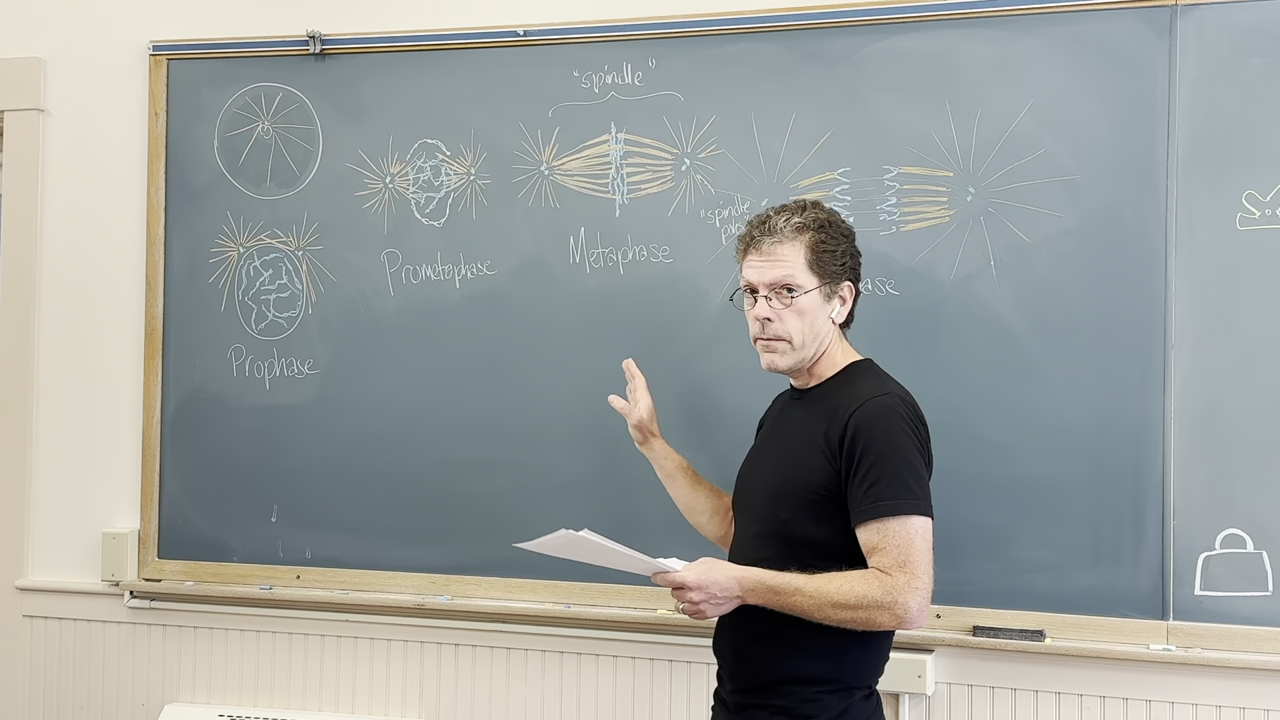 "spindle"
"spindle
Prometaphase
Metaphase
ase
Prophase